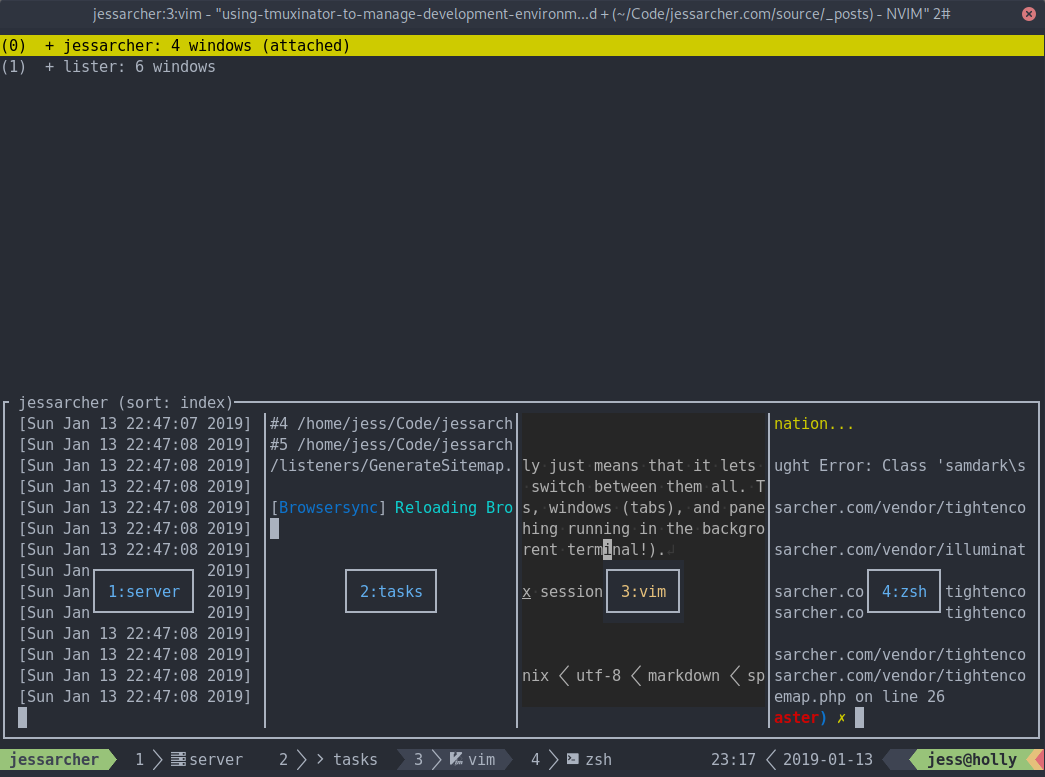 jessarcher:3:vim - "using-tmuxinator-to-manage-development-environm...d + (~/Code/jessarcher.com/source/_posts) - NVIM" 2#
(0)  + jessarcher: 4 windows (attached)
(1)  + lister: 6 windows
jessarcher (sort: index)
[Sun Jan 13 22:47:07 2019]
[Sun Jan 13 22:47:08 2019]
[Sun Jan 13 22:47:08 2019]
[Sun Jan 13 22:47:08 2019]
[Sun Jan 13 22:47:08 2019]
[Sun Jan 13 22:47:08 2019]
[Sun Jan 13 22:47:08 2019]
[Sun Jan 2019]
[Sun Jan 2019]
[Sun Jan 2019]
[Sun Jan 13 22:47:08 2019]
[Sun Jan 13 22:47:08 2019]
[Sun Jan 13 22:47:08 2019]
[Sun Jan 13 22:47:08 2019]
1:server
#4 /home/jess/Code/jessarch
#5 /home/jess/Code/jessarch
/listeners/GenerateSitemap.
[Browsersync] Reloading Bro
2:tasks
ly just means that it lets
switch between them all. T
s, windows (tabs), and pane
hing running in the backgro
rent terminal!).
x session
3:vim
nix utf-8 markdown sp
nation...
ught Error: Class 'samdark\s
sarcher.com/vendor/tightenco
sarcher.com/vendor/illuminat
sarcher.co tightenco
sarcher.co tightenco
4:zsh
sarcher.com/vendor/tightenco
sarcher.com/vendor/tightenco
emap.php on line 26
aster) ✗
jessarcher 1 server 2 > tasks 3 vim 4 zsh 23:17 2019-01-13 jess@holly